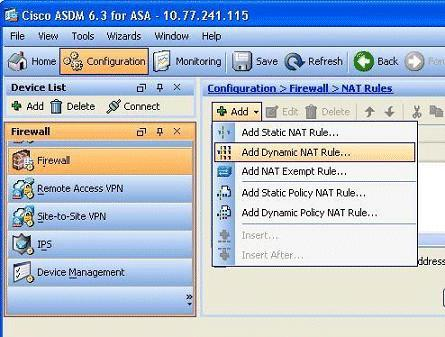 Cisco ASDM 6.3 for ASA - 10.77.241.115
File View Tools Wizards Window Help
Home Configuration Monitoring Save Refresh Back
Device List
Add Delete Connect
Firewall
Firewall
Remote Access VPN
Site-to-Site VPN
IPS
Device Management
»
Configuration > Firewall > NAT Rules
Add Edit Delete
Add Static NAT Rule...
Add Dynamic NAT Rule...
Add NAT Exempt Rule...
Add Static Policy NAT Rule...
Add Dynamic Policy NAT Rule...
Insert...
Insert After...
address